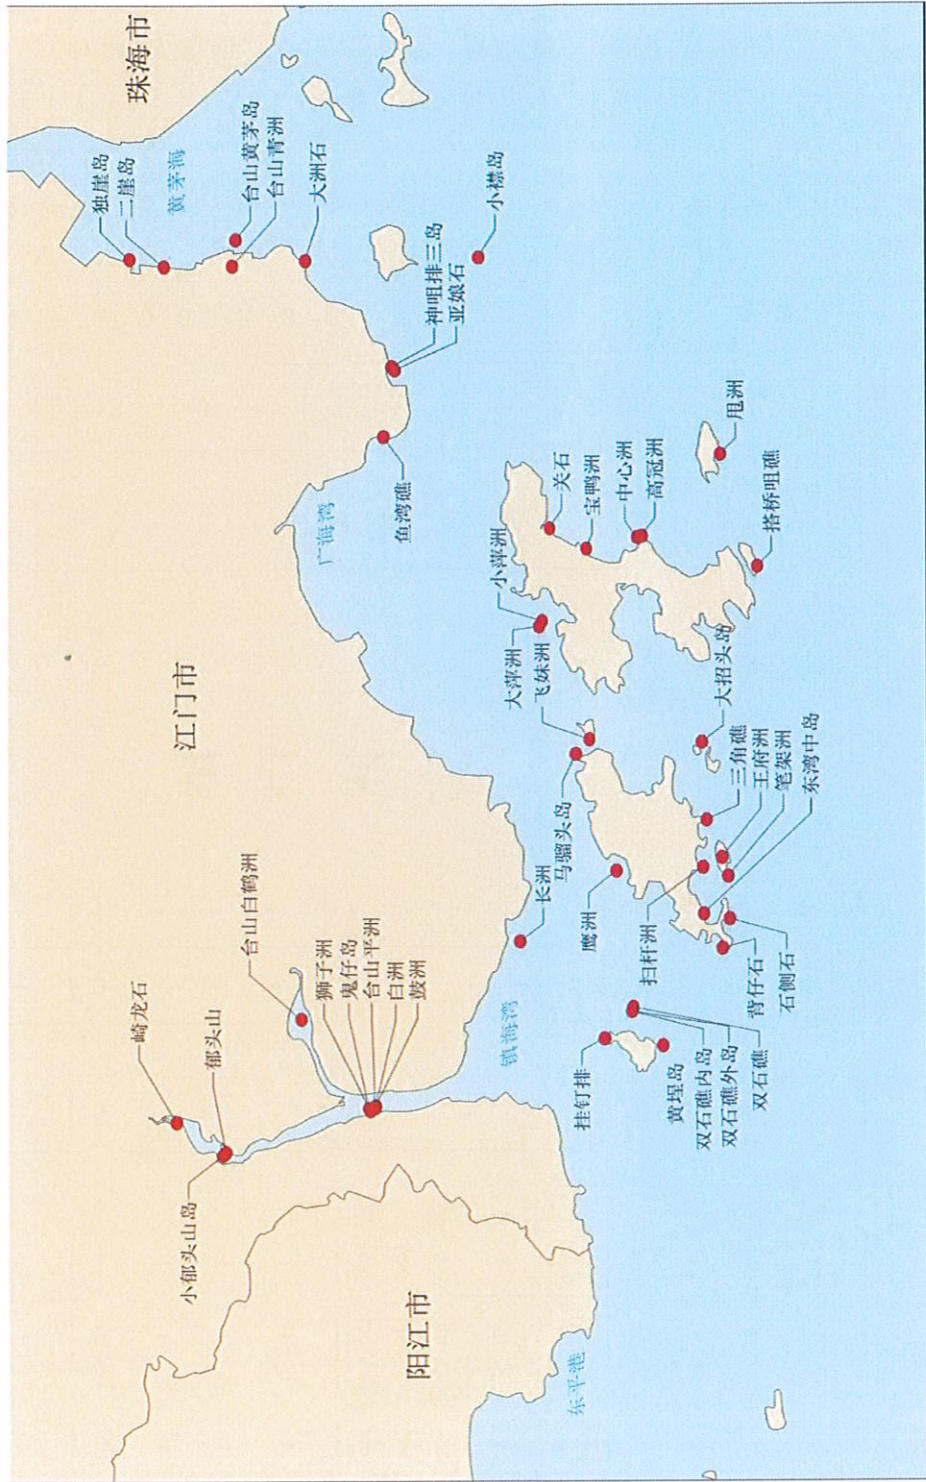 珠海市
独崖岛
二崖岛
黄茅海
台山黄茅岛
台山青洲
大洲石
神咀排三岛
亚娘石
小襟岛
鱼湾礁
广海湾
江门市
关石
宝鸭洲
中心洲
高冠洲
甩洲
搭桥咀礁
小萍洲
大萍洲
飞妹洲
大招头岛
马骝头岛
三角礁
王府洲
笔架洲
东湾中岛
长洲
鹰洲
扫杆洲
背仔石
石侧石
台山白鹤洲
狮子洲
鬼仔岛
台山平洲
白洲
鼓洲
镇海湾
崎龙石
郁头山
小郁头山岛
挂钉排
黄埕岛
双石礁内岛
双石礁外岛
双石礁
阳江市
东平港